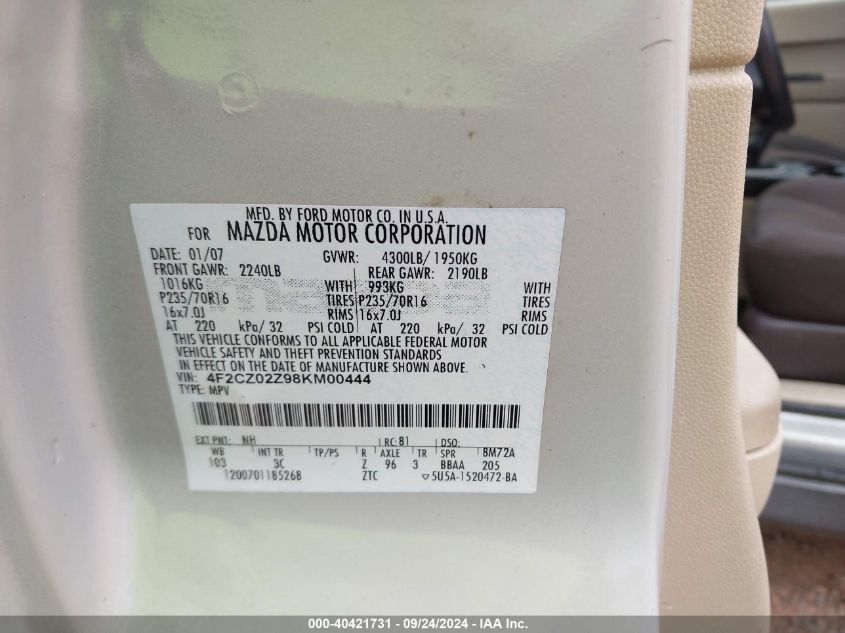 MFD. BY FORD MOTOR CO. IN U.S.A.
FOR MAZDA MOTOR CORPORATION
DATE: 01/07 GVWR: 4300LB/ 1950KG
FRONT GAWR: 2240LB REAR GAWR: 2190LB
1016KG WITH 993KG WITH
P235/70R16 TIRES P235/70R16 TIRES
16x7.0J RIMS 16x7.0J RIMS
AT 220 kPa/ 32 PSI COLD AT 220 kPa/ 32 PSI COLD
THIS VEHICLE CONFORMS TO ALL APPLICABLE FEDERAL MOTOR
VEHICLE SAFETY AND THEFT PREVENTION STANDARDS
IN EFFECT ON THE DATE OF MANUFACTURE SHOWN ABOVE.
VIN: 4F2CZ02Z98KM00444
TYPE: MPV
EXT PNT: NH RC: 81 DSO:
WB INT TR TP/PS R AXLE TR SPR 8M72A
103 3C Z 96 3 BBAA 205
1200701185268 ZTC ▽5U5A-1520472-BA
000-40421731 - 09/24/2024 - IAA Inc.